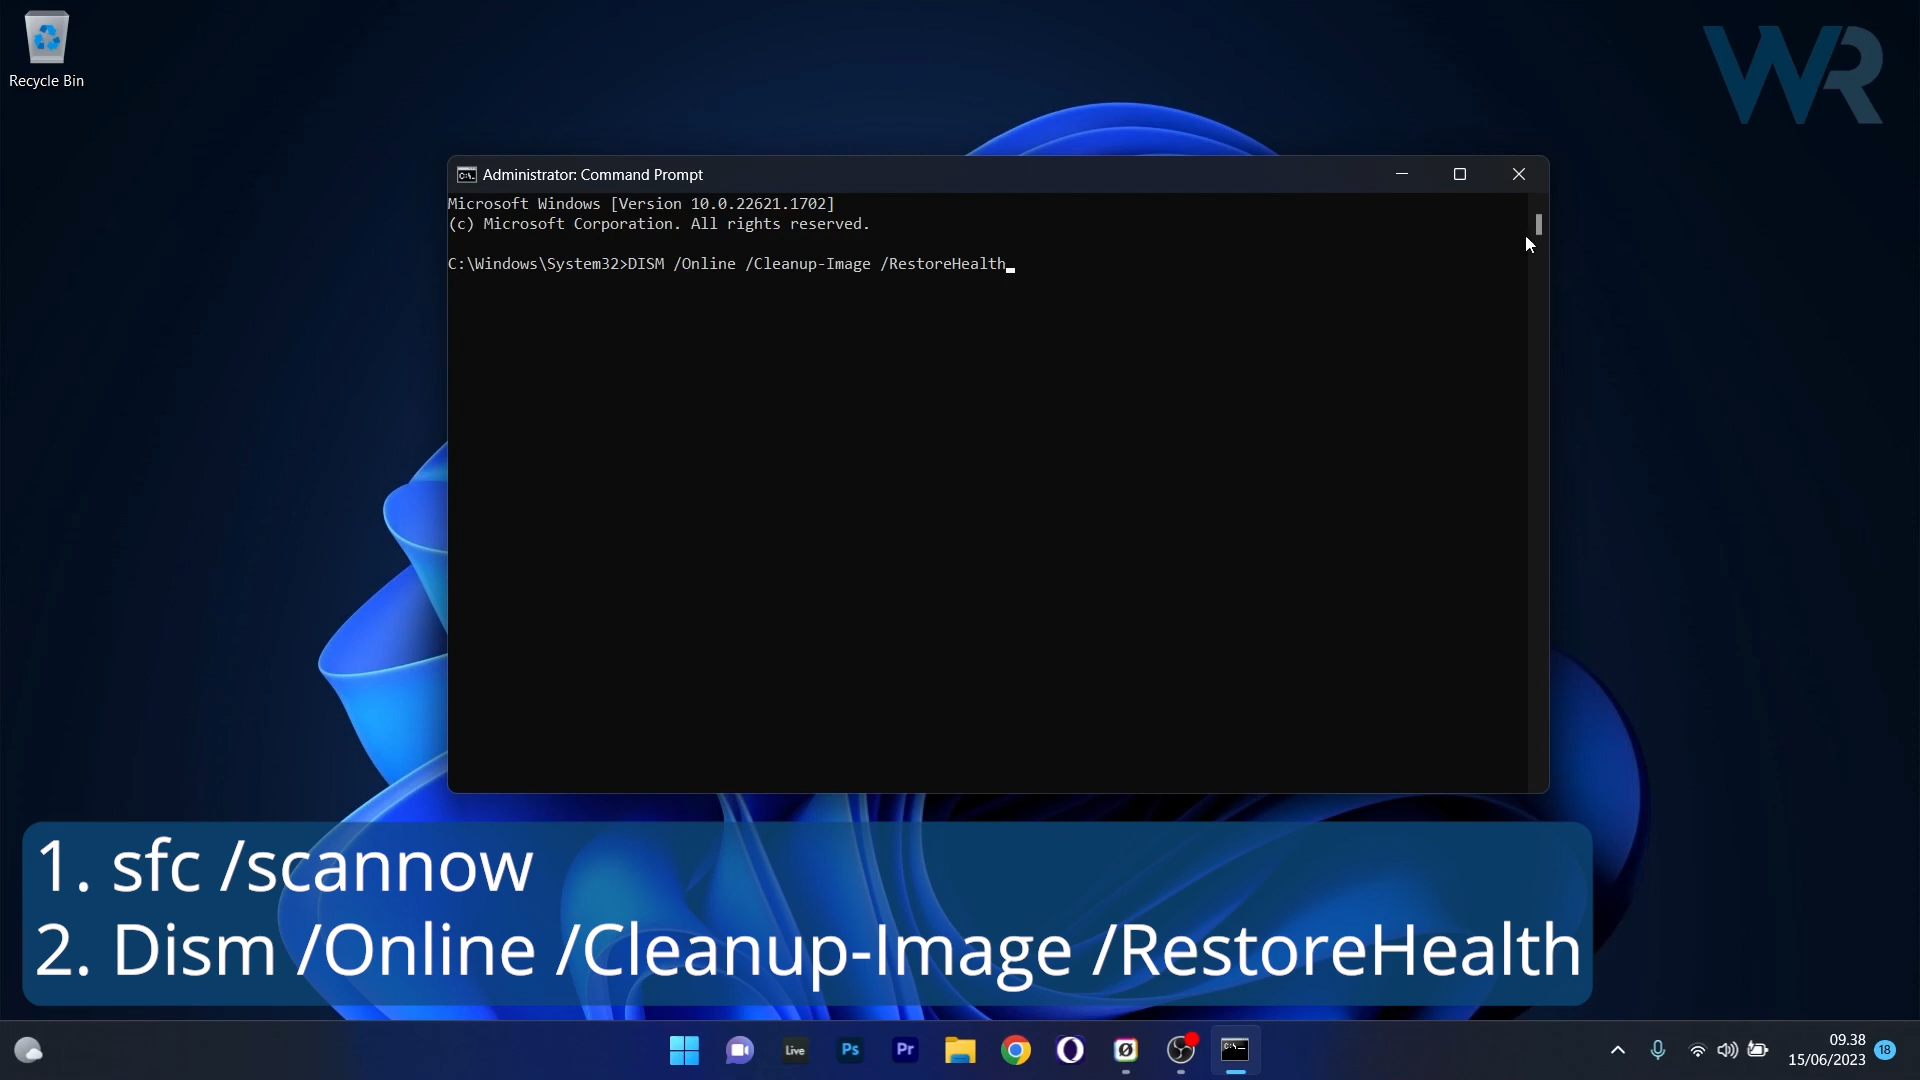 Recycle Bin
WR
Administrator: Command Prompt
Microsoft Windows [Version 10.0.22621.1702]
(c) Microsoft Corporation. All rights reserved.
C:\Windows\System32>DISM /Online /Cleanup-Image /RestoreHealth
1. sfc /scannow
2. Dism /Online /Cleanup-Image /RestoreHealth
Live
Ps
Pr
09.38
15/06/2023
18